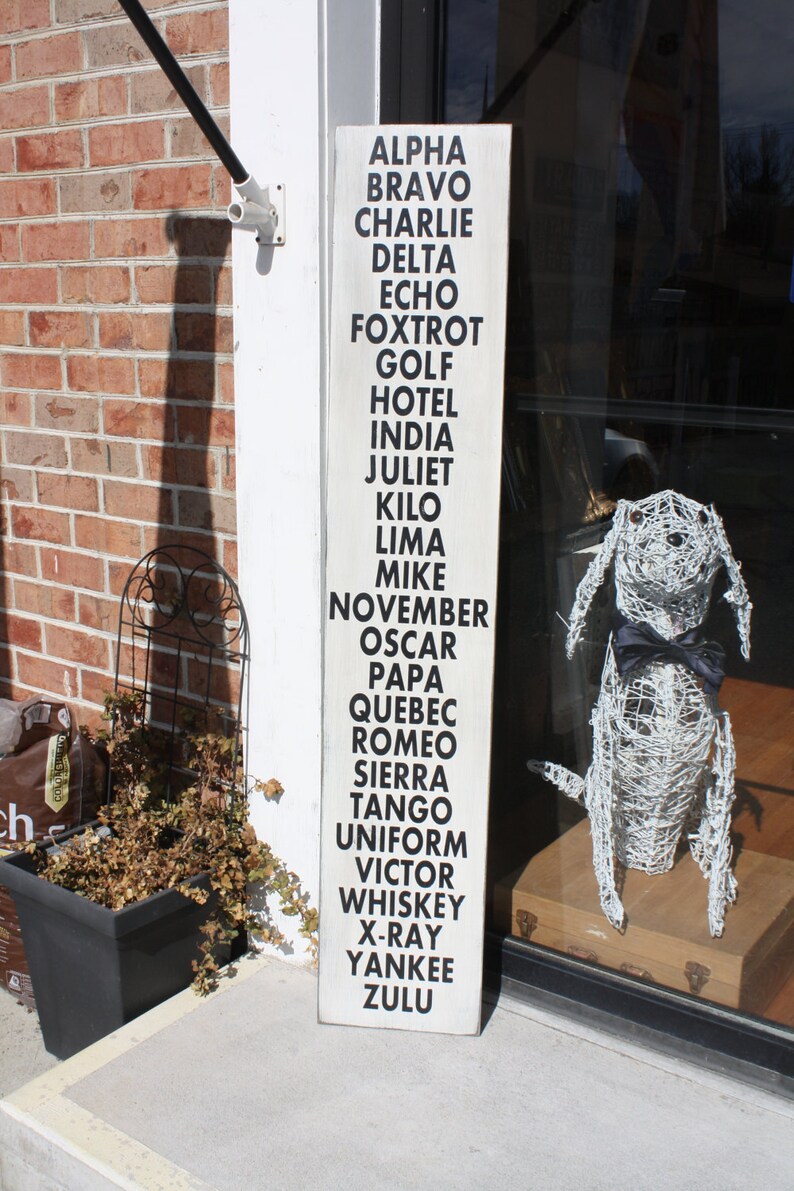 ALPHA
BRAVO
CHARLIE
DELTA
ECHO
FOXTROT
GOLF
HOTEL
INDIA
JULIET
KILO
LIMA
MIKE
NOVEMBER
OSCAR
PAPA
QUEBEC
ROMEO
SIERRA
TANGO
UNIFORM
VICTOR
WHISKEY
X-RAY
YANKEE
ZULU
ch